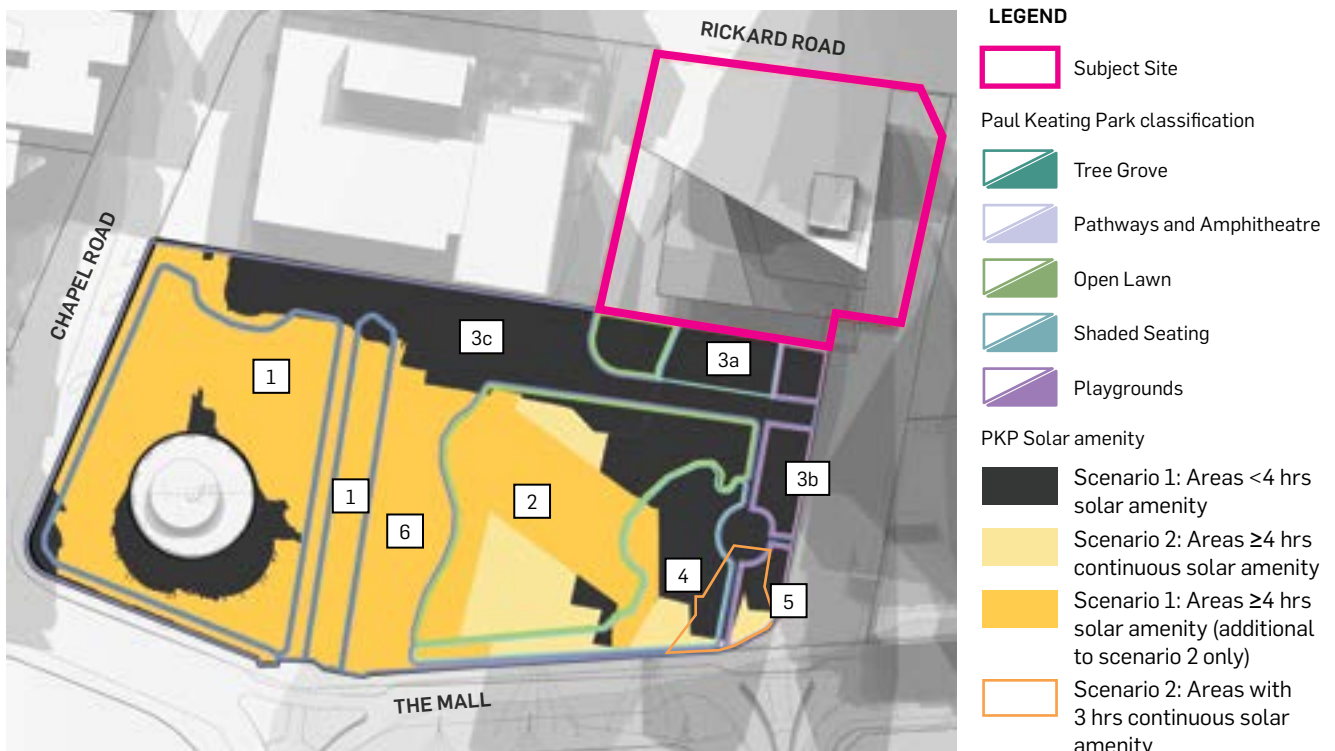 RICKARD ROAD
CHAPEL ROAD
3c
3a
1
3b
2
1
6
4
5
THE MALL
LEGEND
Subject Site
Paul Keating Park classification
Tree Grove
Pathways and Amphitheatre
Open Lawn
Shaded Seating
Playgrounds
PKP Solar amenity
Scenario 1: Areas <4 hrs
solar amenity
Scenario 2: Areas ≥4 hrs
continuous solar amenity
Scenario 1: Areas ≥4 hrs
solar amenity (additional
to scenario 2 only)
Scenario 2: Areas with
3 hrs continuous solar
amenity